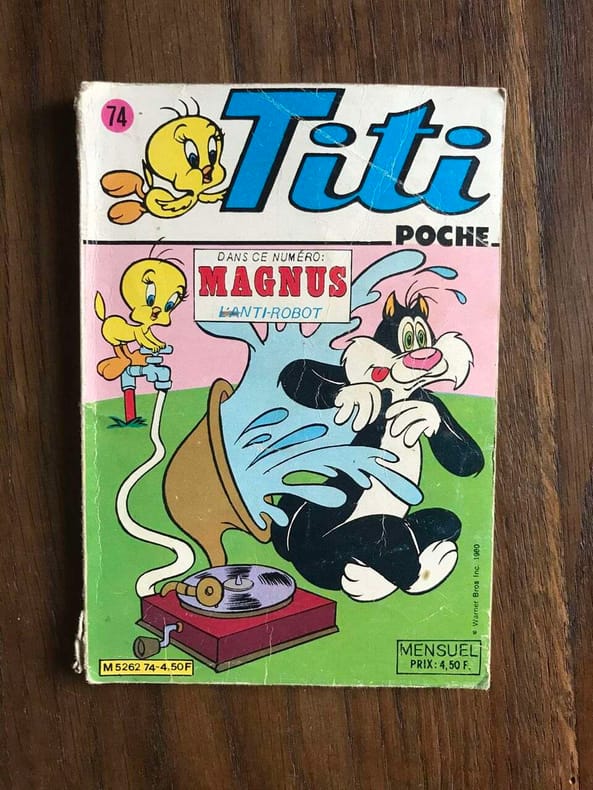 74
Titi
POCHE
DANS CE NUMÉRO:
MAGNUS
L'ANTI-ROBOT
© Warner Bros Inc. 1980
M 5262 74-4.50F
MENSUEL
PRIX: 4,50 F.